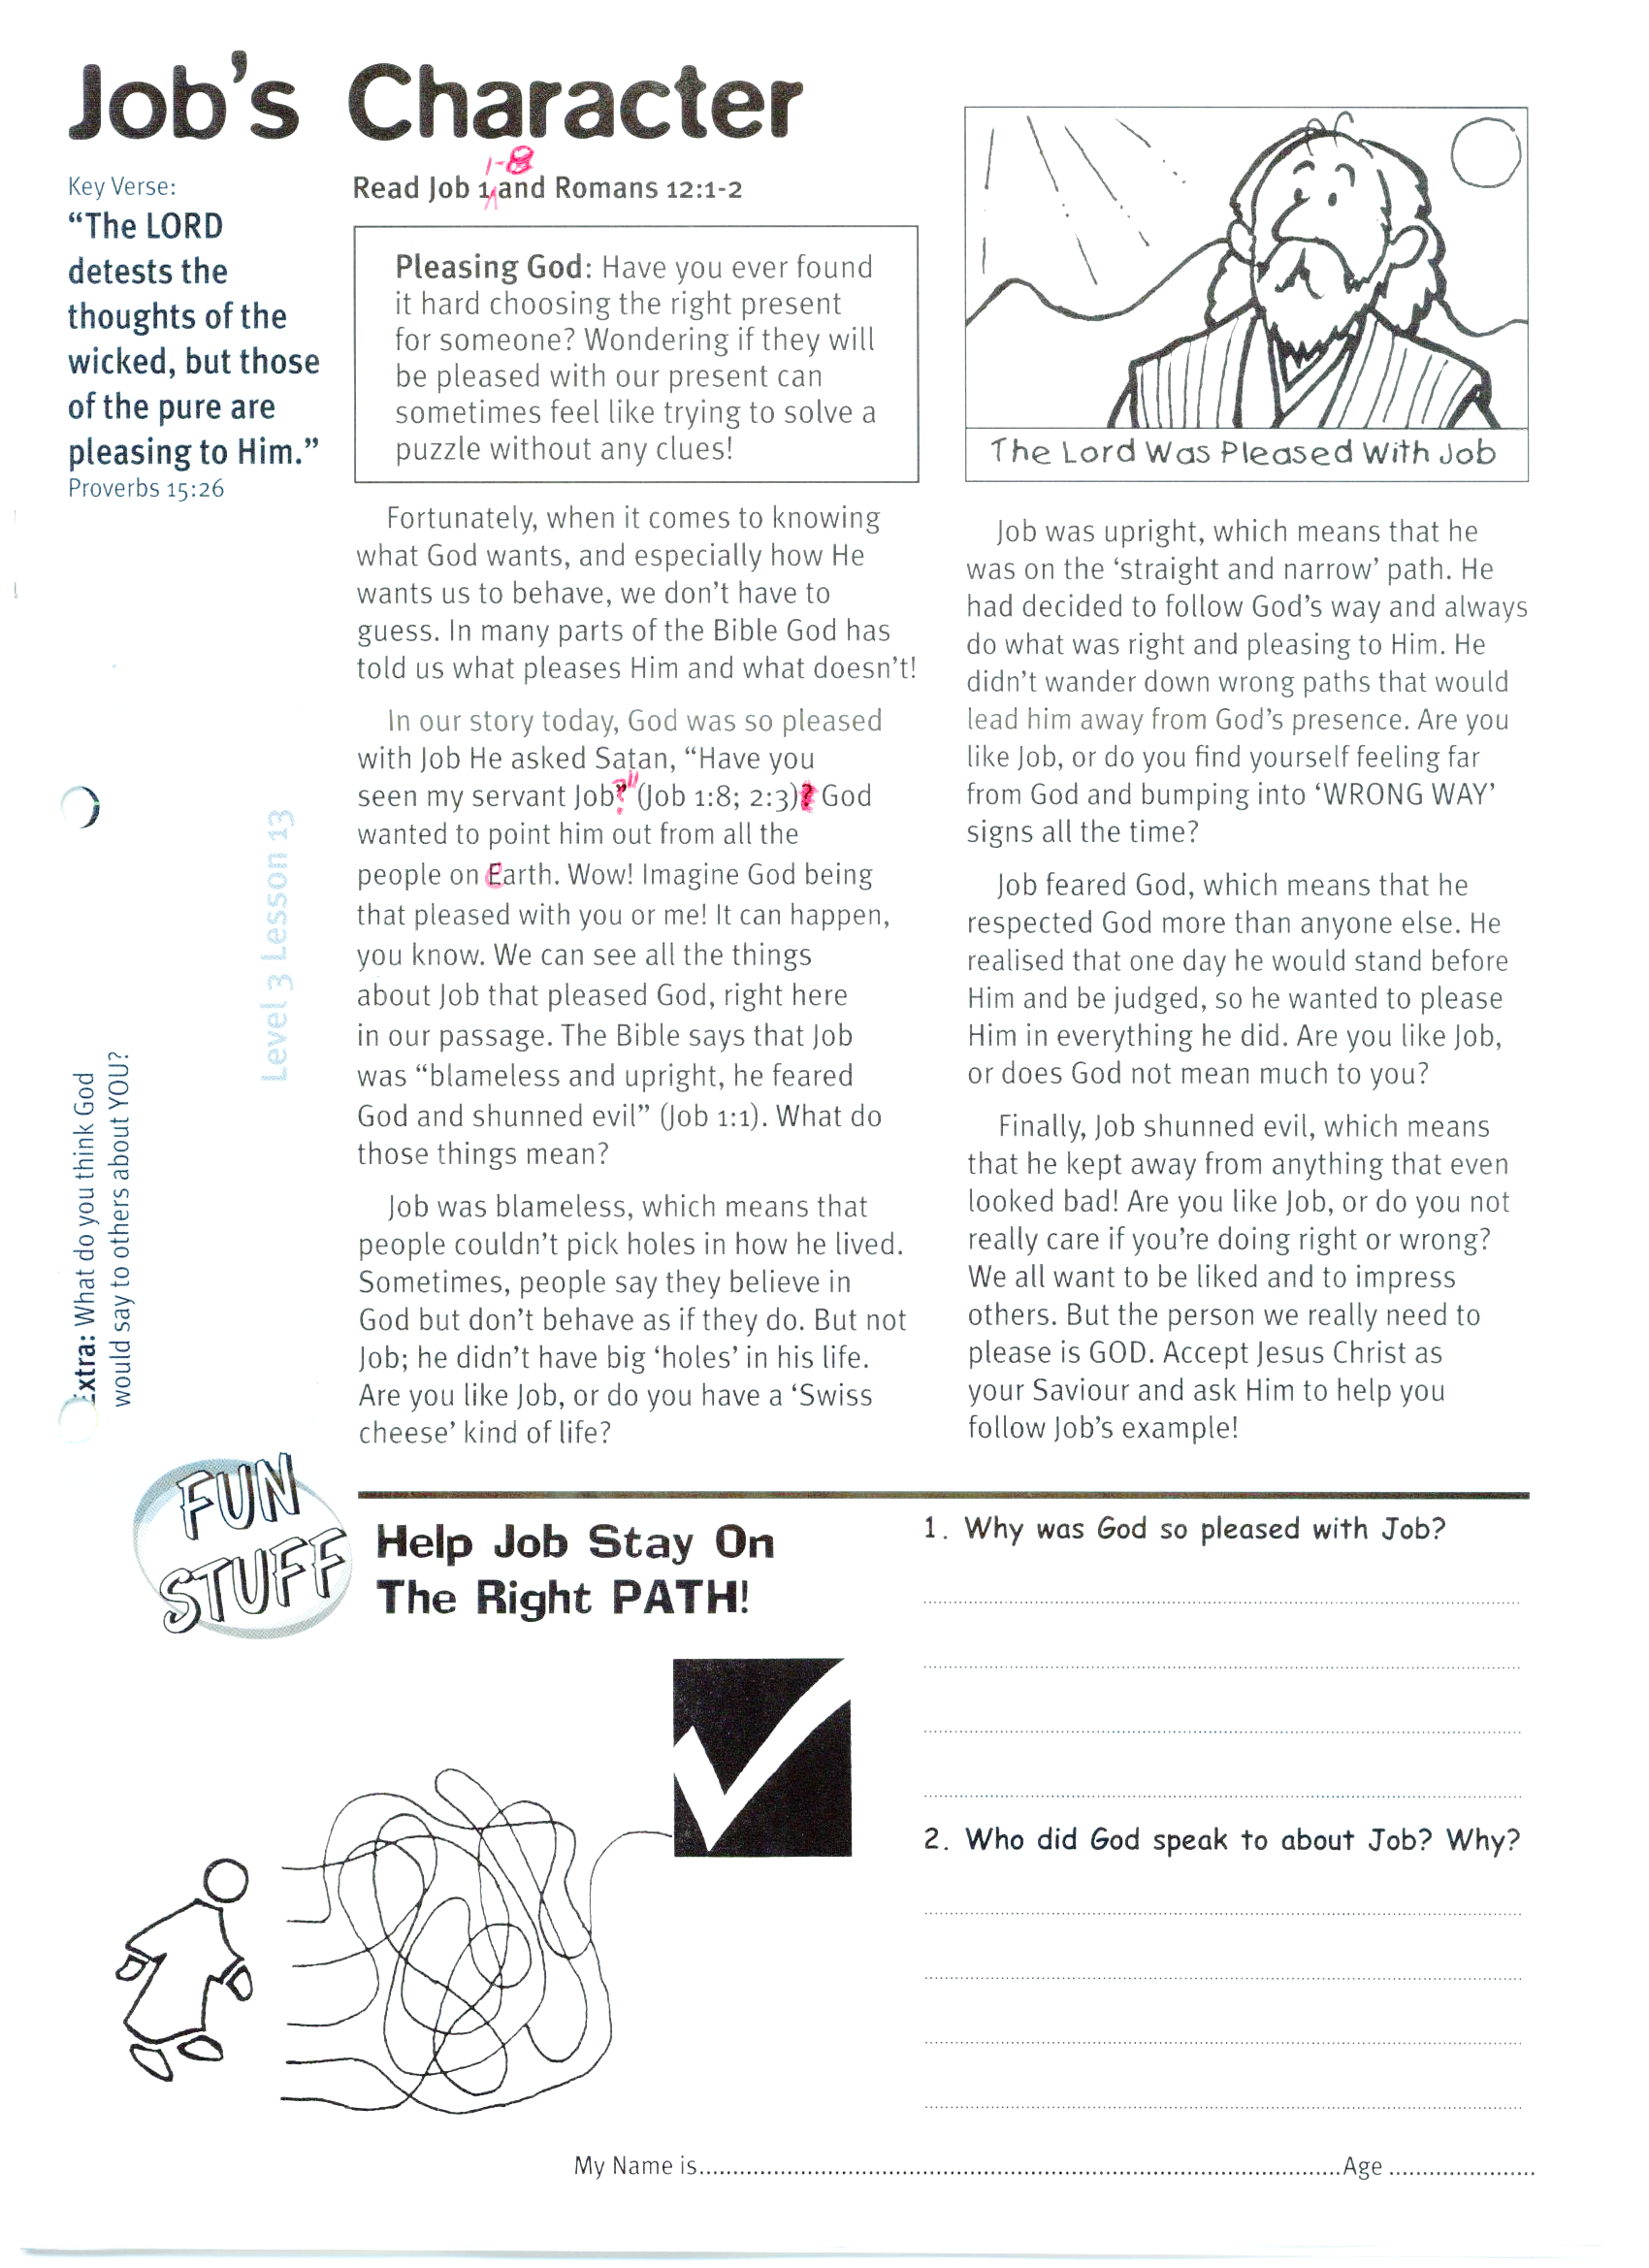 Job's Character
Key Verse:
“The LORD
detests the
thoughts of the
wicked, but those
of the pure are
pleasing to Him.”
Proverbs 15:26
1-8
Read Job 1 and Romans 12:1-2
Pleasing God: Have you ever found
it hard choosing the right present
for someone? Wondering if they will
be pleased with our present can
sometimes feel like trying to solve a
puzzle without any clues!
Fortunately, when it comes to knowing
what God wants, and especially how He
wants us to behave, we don't have to
guess. In many parts of the Bible God has
told us what pleases Him and what doesn't!
In our story today, God was so pleased
with Job He asked Satan, “Have you
seen my servant Job?” (Job 1:8; 2:3)? God
wanted to point him out from all the
people on Earth. Wow! Imagine God being
that pleased with you or me! It can happen,
you know. We can see all the things
about Job that pleased God, right here
in our passage. The Bible says that Job
was “blameless and upright, he feared
God and shunned evil” (Job 1:1). What do
those things mean?
Job was blameless, which means that
people couldn't pick holes in how he lived.
Sometimes, people say they believe in
God but don't behave as if they do. But not
Job; he didn't have big ‘holes’ in his life.
Are you like Job, or do you have a ‘Swiss
cheese’ kind of life?
The Lord Was Pleased With Job
Job was upright, which means that he
was on the ‘straight and narrow’ path. He
had decided to follow God's way and always
do what was right and pleasing to Him. He
didn't wander down wrong paths that would
lead him away from God's presence. Are you
like Job, or do you find yourself feeling far
from God and bumping into ‘WRONG WAY’
signs all the time?
Job feared God, which means that he
respected God more than anyone else. He
realised that one day he would stand before
Him and be judged, so he wanted to please
Him in everything he did. Are you like Job,
or does God not mean much to you?
Finally, Job shunned evil, which means
that he kept away from anything that even
looked bad! Are you like Job, or do you not
really care if you're doing right or wrong?
We all want to be liked and to impress
others. But the person we really need to
please is GOD. Accept Jesus Christ as
your Saviour and ask Him to help you
follow Job's example!
Level 3 Lesson 13
Extra: What do you think God
would say to others about YOU?
FUN
STUFF
Help Job Stay On
The Right PATH!
1. Why was God so pleased with Job?
2. Who did God speak to about Job? Why?
My Name is.......... Age ..........